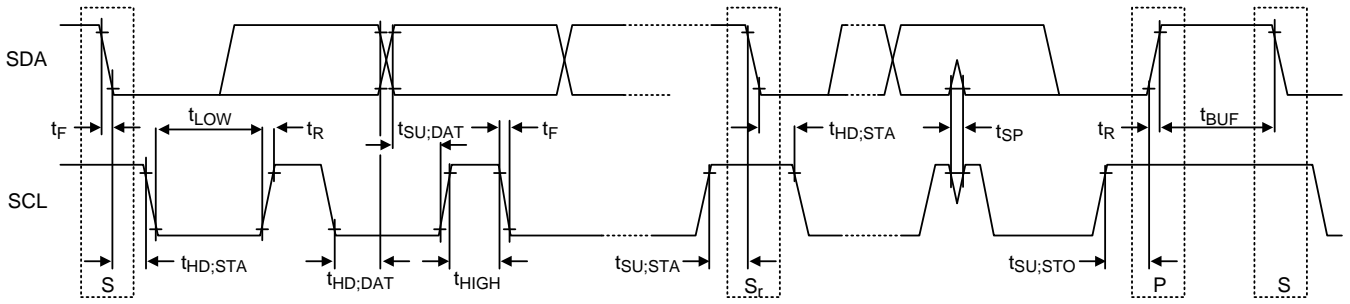 SDA
tF
tLOW
tR
tSU;DAT
tF
tHD;STA
tSP
tR
tBUF
SCL
tHD;STA
tHD;DAT
tHIGH
tSU;STA
tSU;STO
S
Sr
P
S